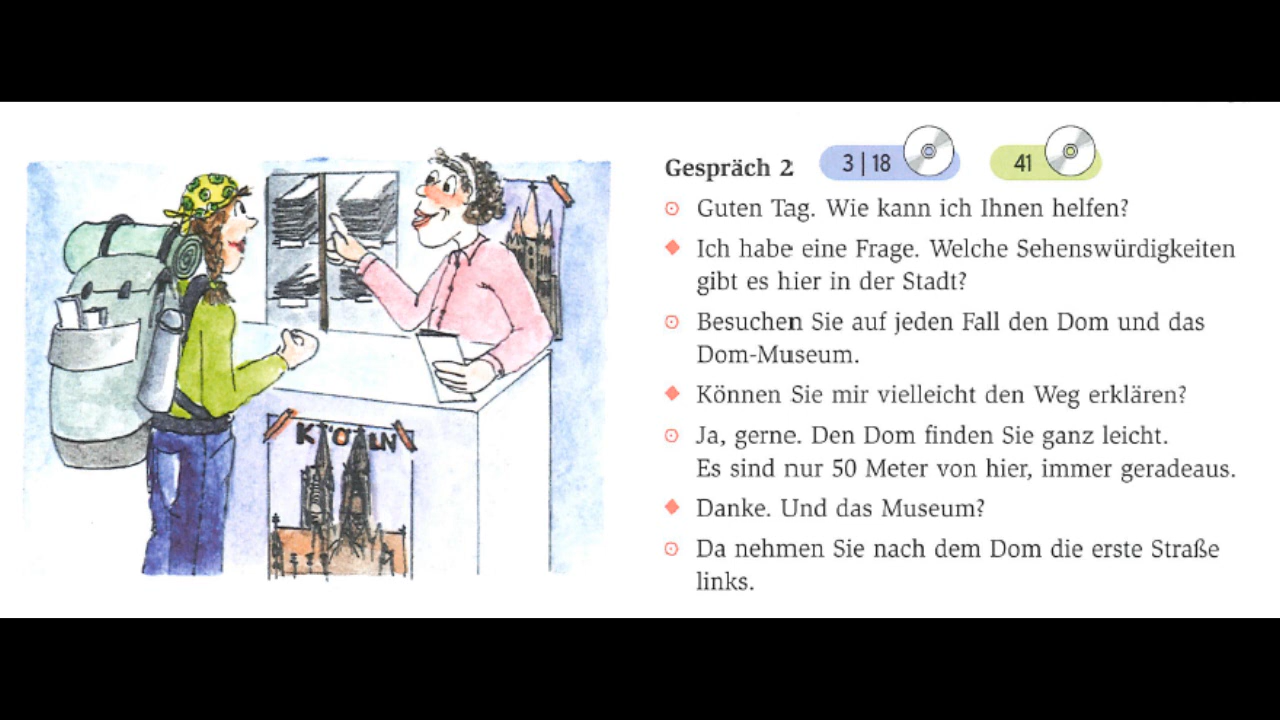 KÖLN
Gespräch 2
3 | 18
41
Guten Tag. Wie kann ich Ihnen helfen?
Ich habe eine Frage. Welche Sehenswürdigkeiten
gibt es hier in der Stadt?
Besuchen Sie auf jeden Fall den Dom und das
Dom-Museum.
Können Sie mir vielleicht den Weg erklären?
Ja, gerne. Den Dom finden Sie ganz leicht.
Es sind nur 50 Meter von hier, immer geradeaus.
Danke. Und das Museum?
Da nehmen Sie nach dem Dom die erste Straße
links.